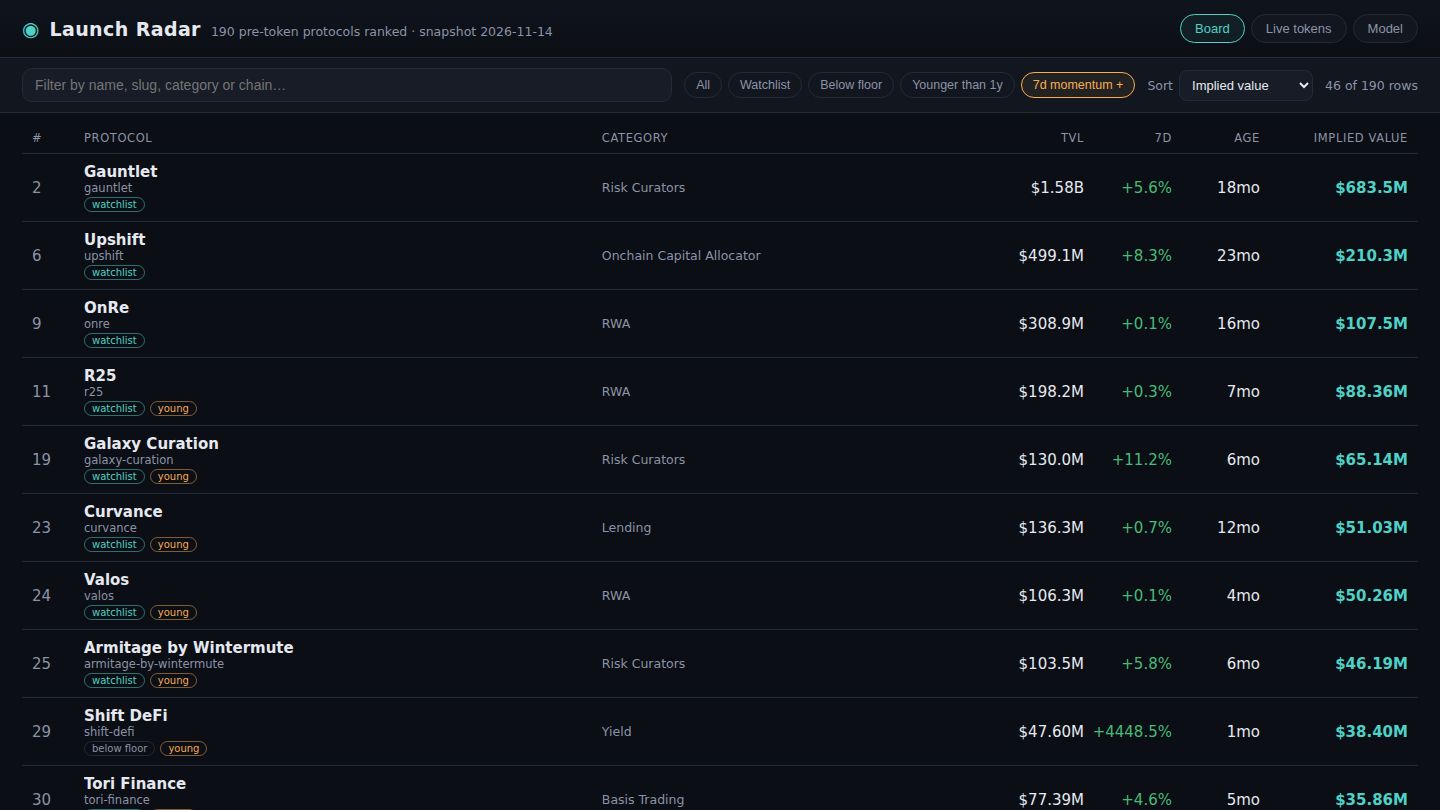 ◉ Launch Radar 190 pre-token protocols ranked · snapshot 2026-11-14 Board Live tokens Model
Filter by name, slug, category or chain… All Watchlist Below floor Younger than 1y 7d momentum + Sort Implied value 46 of 190 rows
# PROTOCOL CATEGORY TVL 7D AGE IMPLIED VALUE
Gauntlet
2 gauntlet Risk Curators $1.58B +5.6% 18mo $683.5M
watchlist
Upshift
6 upshift Onchain Capital Allocator $499.1M +8.3% 23mo $210.3M
watchlist
OnRe
9 onre RWA $308.9M +0.1% 16mo $107.5M
watchlist
R25
11 r25 RWA $198.2M +0.3% 7mo $88.36M
watchlist young
Galaxy Curation
19 galaxy-curation Risk Curators $130.0M +11.2% 6mo $65.14M
watchlist young
Curvance
23 curvance Lending $136.3M +0.7% 12mo $51.03M
watchlist young
Valos
24 valos RWA $106.3M +0.1% 4mo $50.26M
watchlist young
Armitage by Wintermute
25 armitage-by-wintermute Risk Curators $103.5M +5.8% 6mo $46.19M
watchlist young
Shift DeFi
29 shift-defi Yield $47.60M +4448.5% 1mo $38.40M
below floor young
Tori Finance
30 tori-finance Basis Trading $77.39M +4.6% 5mo $35.86M